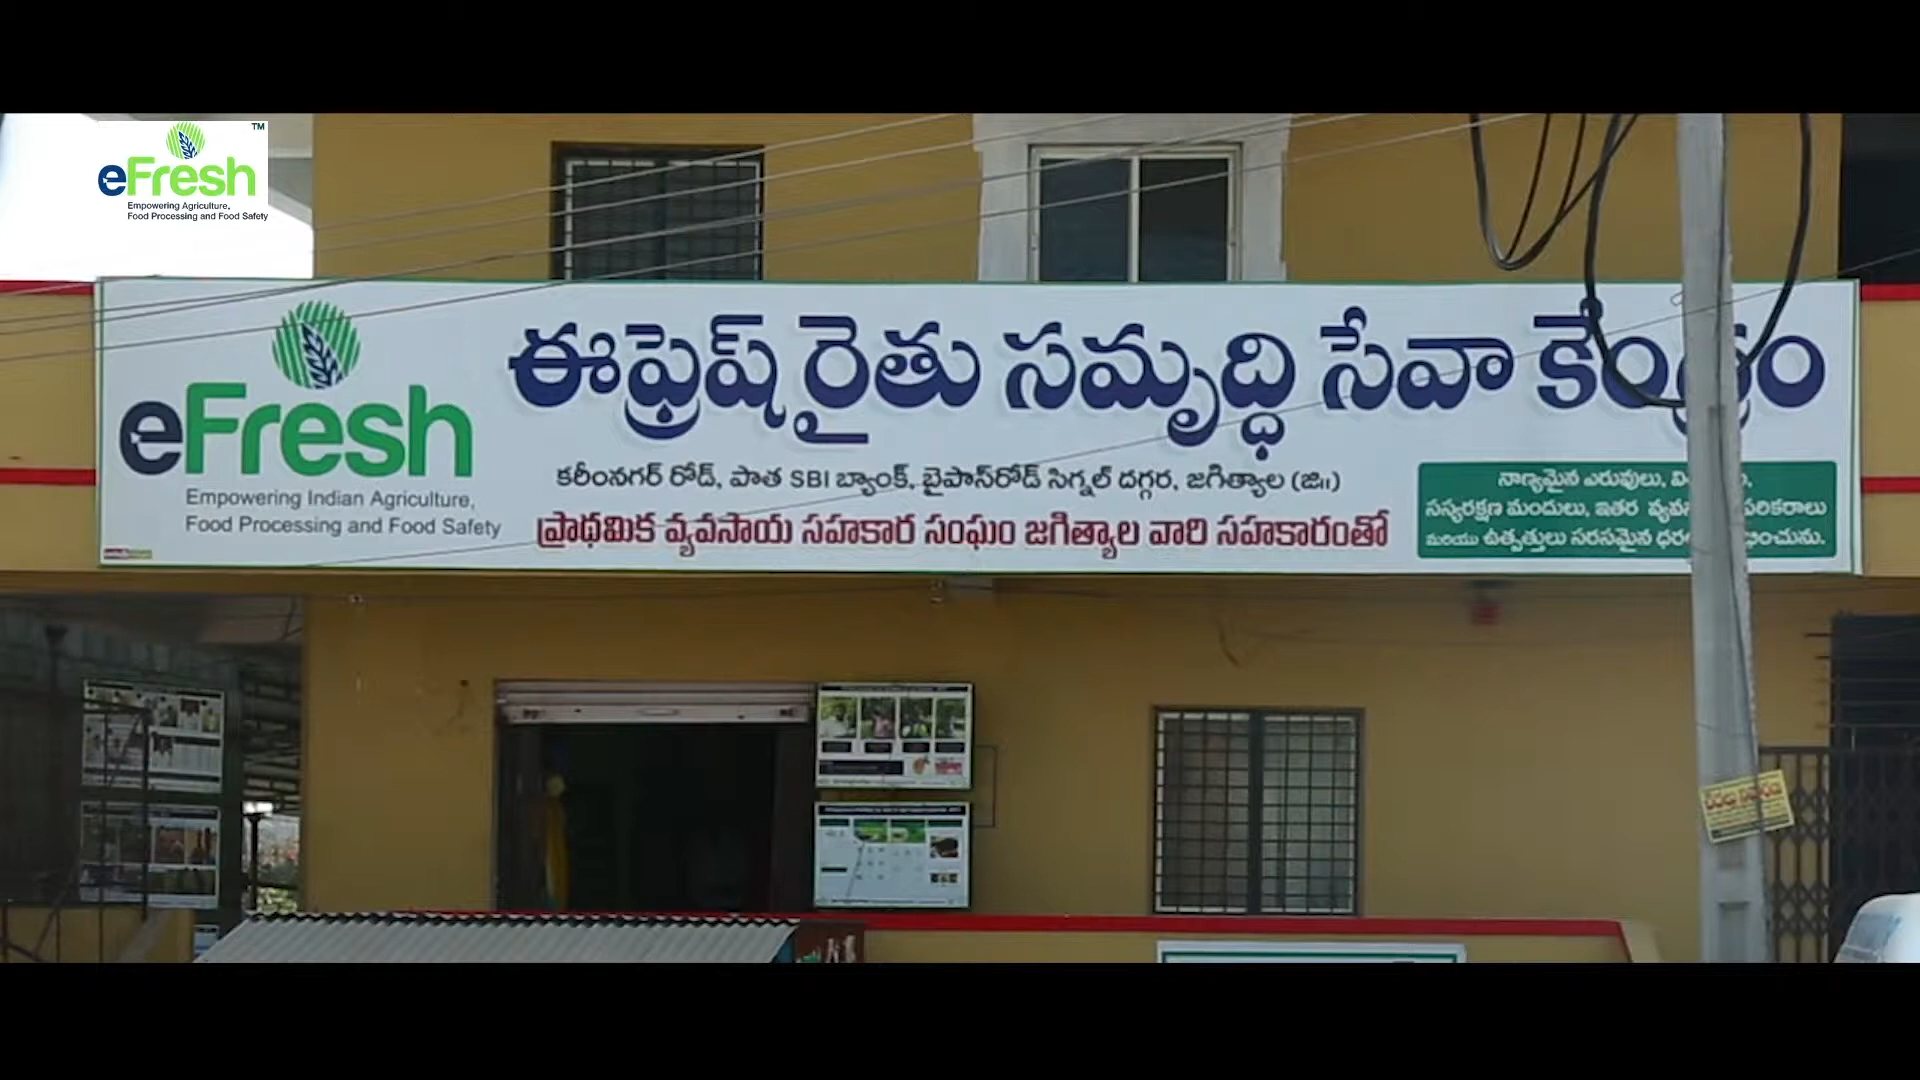 TM
eFresh
Empowering Agriculture,
Food Processing and Food Safety
eFresh
Empowering Indian Agriculture,
Food Processing and Food Safety
ఈఫ్రెష్ రైతు సమృద్ధి సేవా కేంద్రం
కరీంనగర్ రోడ్, పాత SBI బ్యాంక్, బైపాస్‌రోడ్ సిగ్నల్ దగ్గర, జగిత్యాల (జి॥)
ప్రాథమిక వ్యవసాయ సహకార సంఘం జగిత్యాల వారి సహకారంతో
నాణ్యమైన ఎరువులు,
సస్యరక్షణ మందులు, ఇతర
మరియు ఉత్పత్తులు సరసమైన